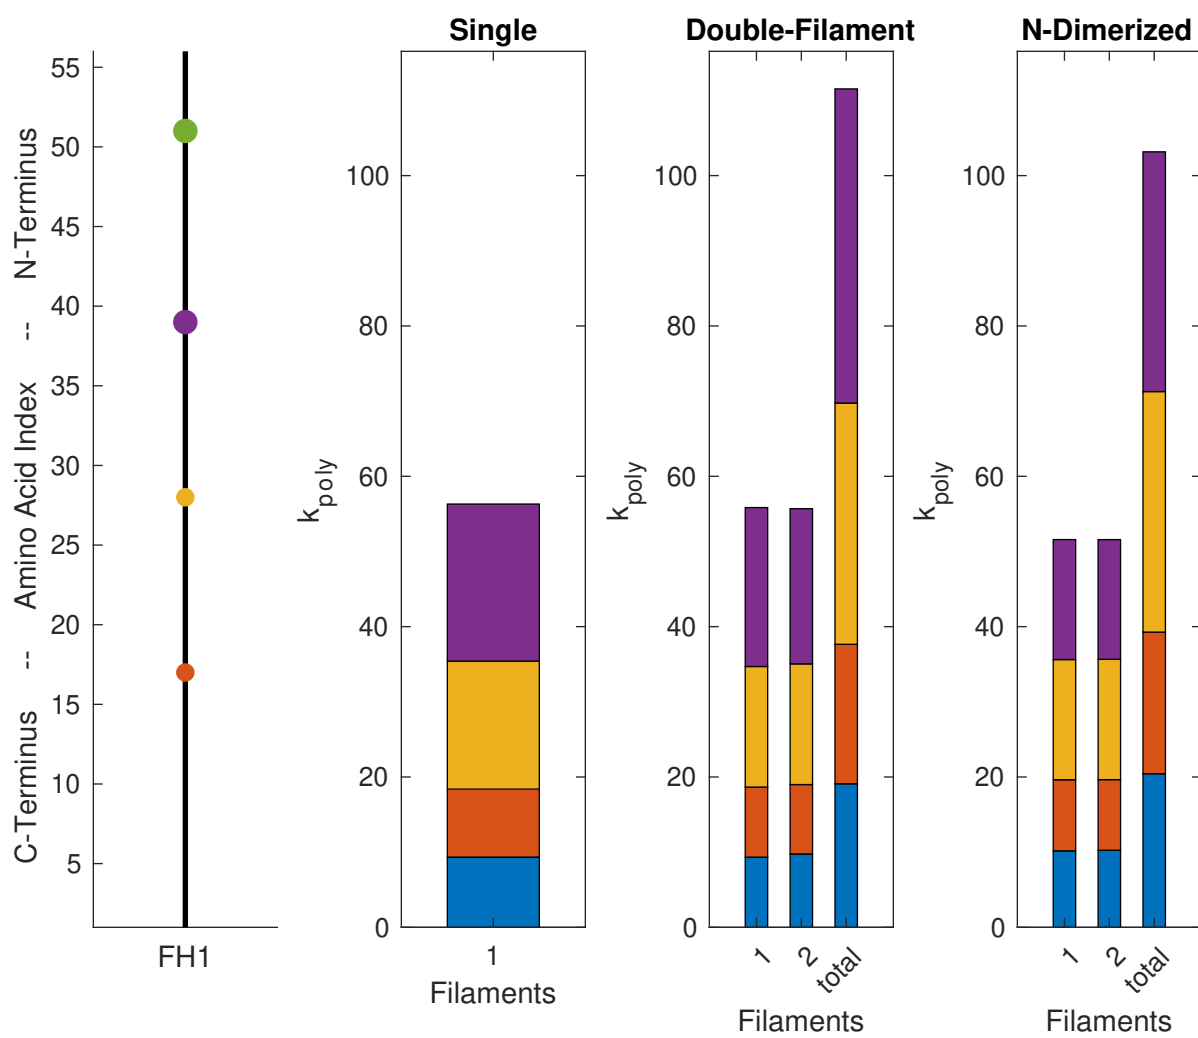 Single
Double-Filament
N-Dimerized
C-Terminus -- Amino Acid Index -- N-Terminus
55
50
45
40
35
30
25
20
15
10
5
FH1
k_poly
100
80
60
40
20
0
1
Filaments
k_poly
100
80
60
40
20
0
1
2
total
Filaments
k_poly
100
80
60
40
20
0
1
2
total
Filaments